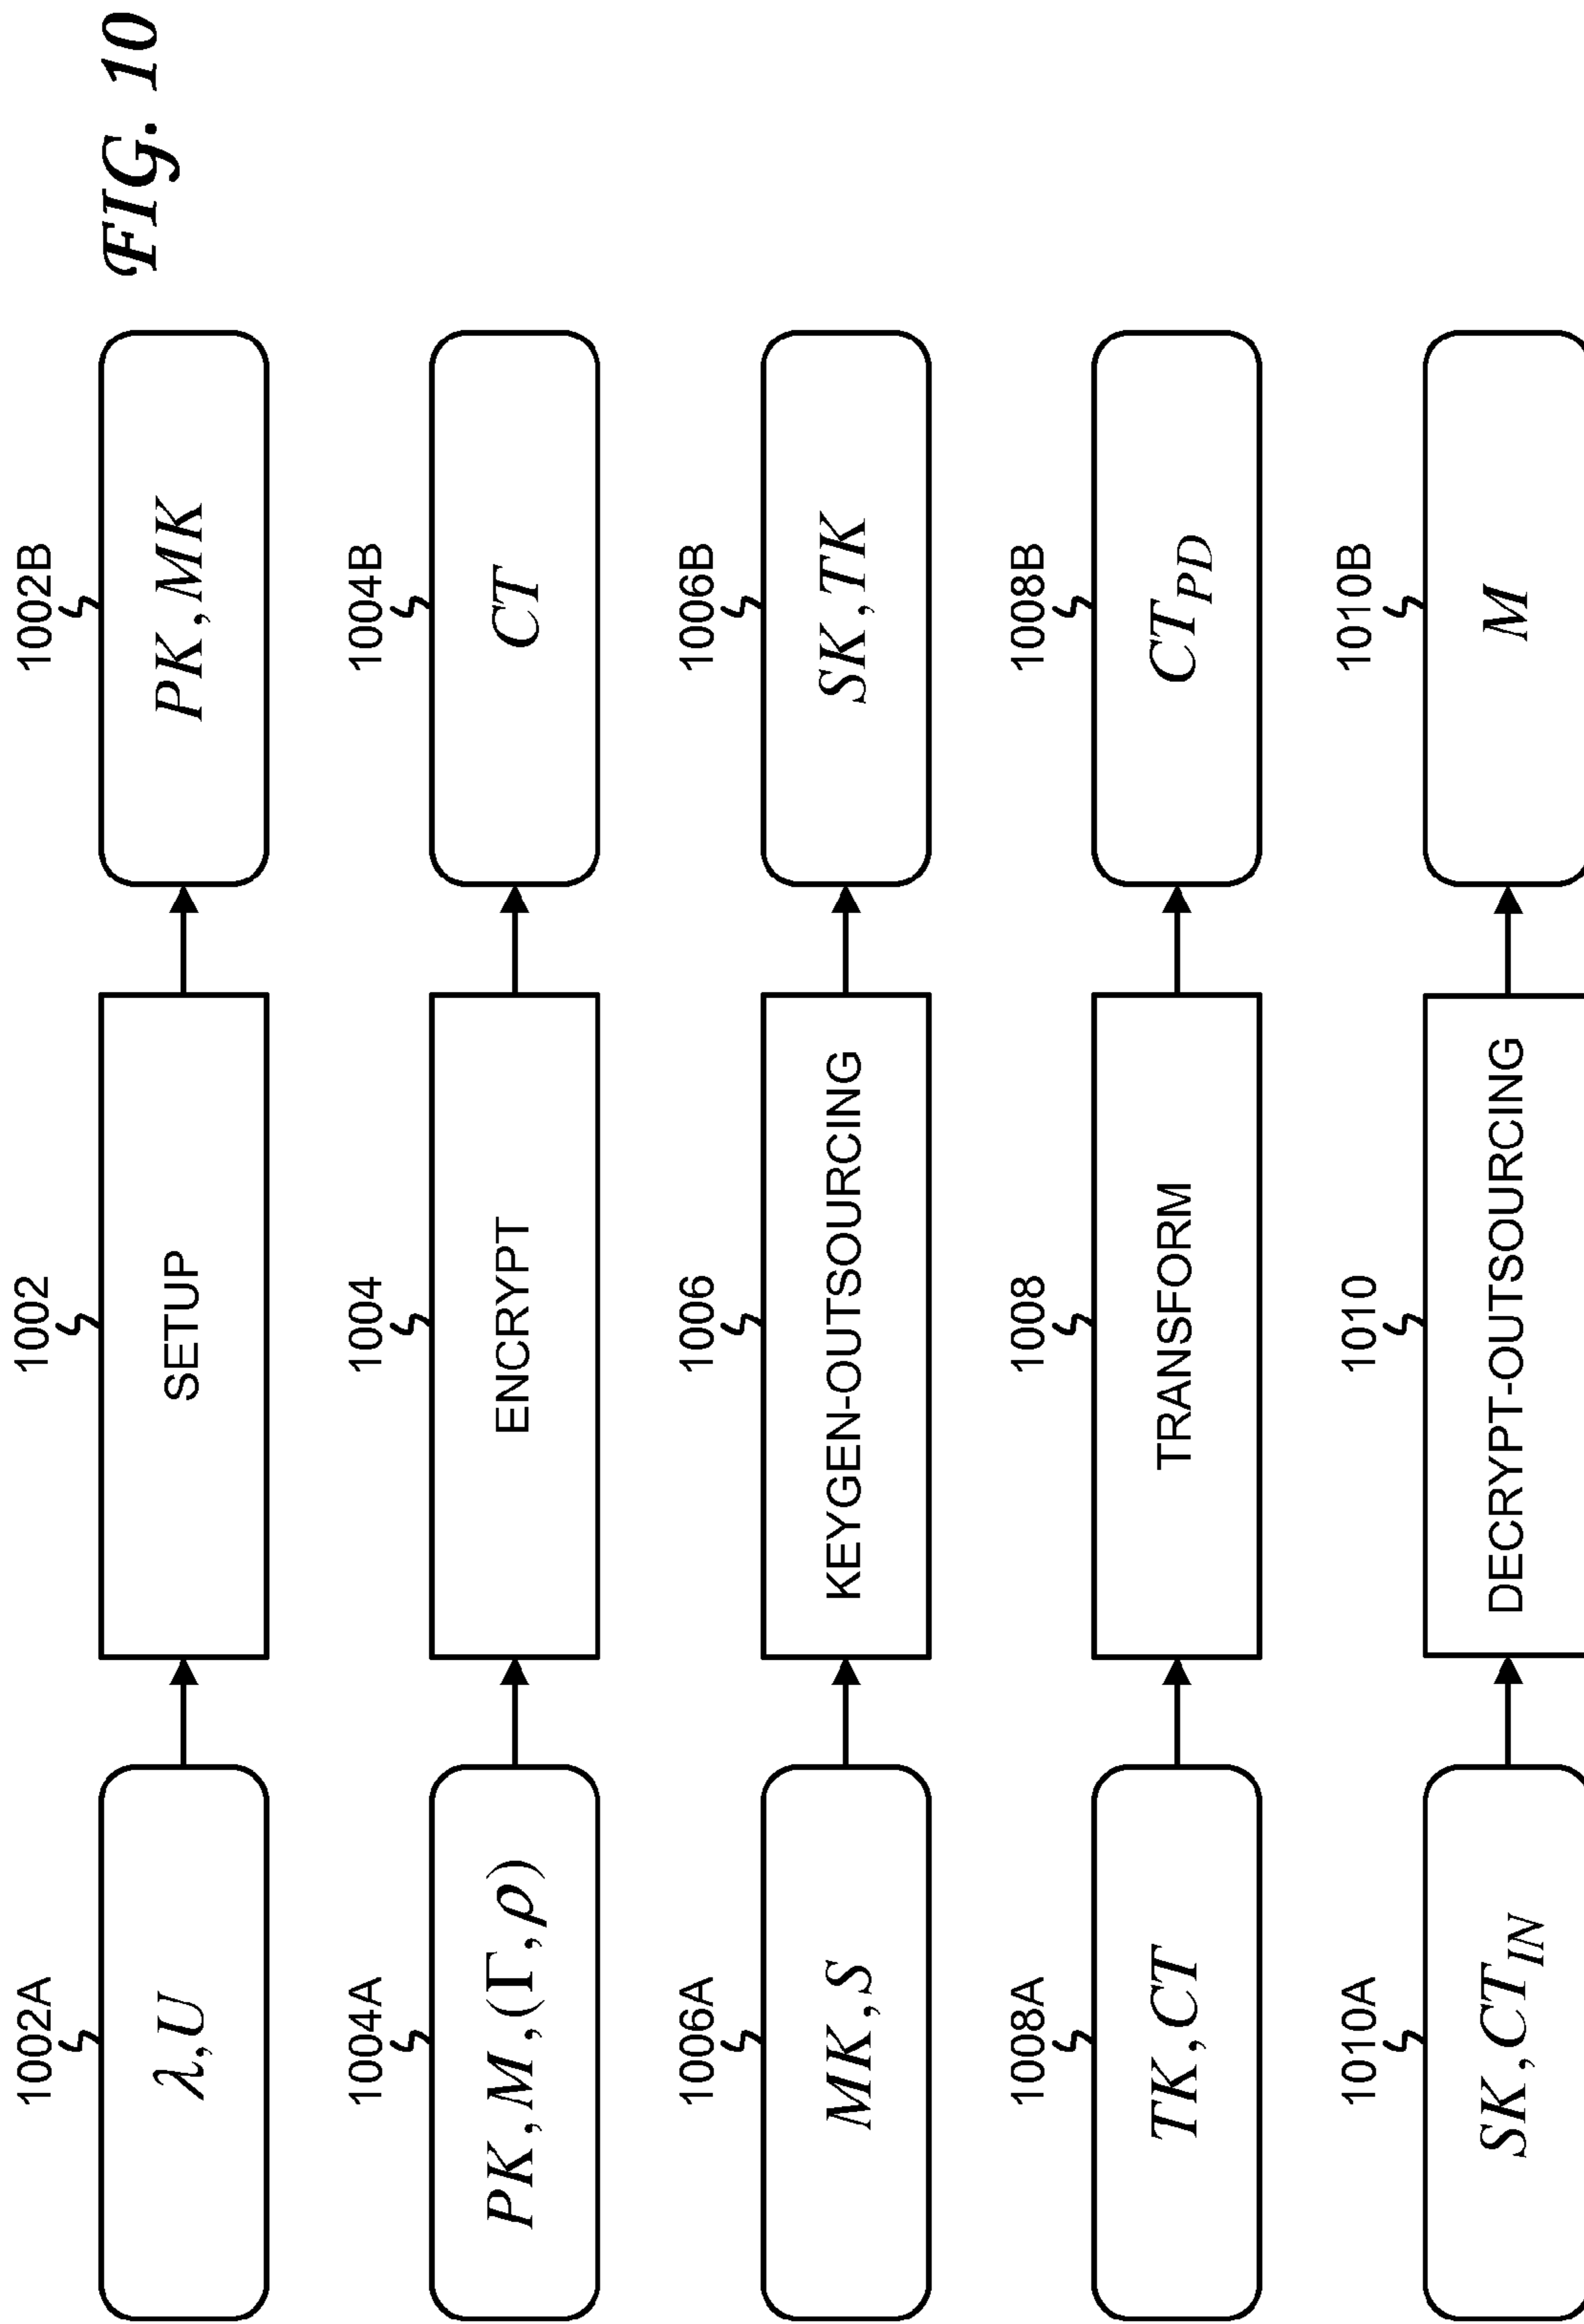 FIG. 10
1002A
1002
1002B
λ,U
SETUP
PK,MK
1004A
1004
1004B
PK,M,(Γ,ρ)
ENCRYPT
CT
1006A
1006
1006B
MK,S
KEYGEN-OUTSOURCING
SK,TK
1008A
1008
1008B
TK,CT
TRANSFORM
CT_PD
1010A
1010
1010B
SK,CT_IN
DECRYPT-OUTSOURCING
M